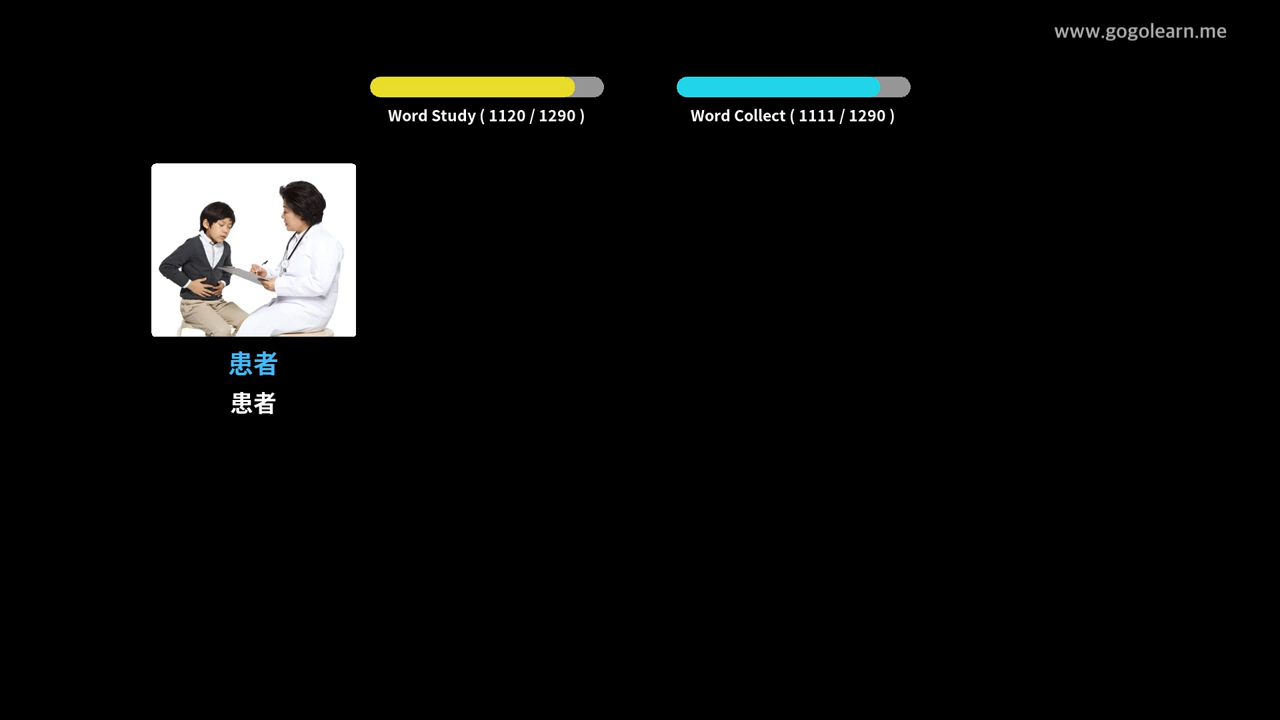 www.gogolearn.me
Word Study ( 1120 / 1290 )
Word Collect ( 1111 / 1290 )
患者
患者